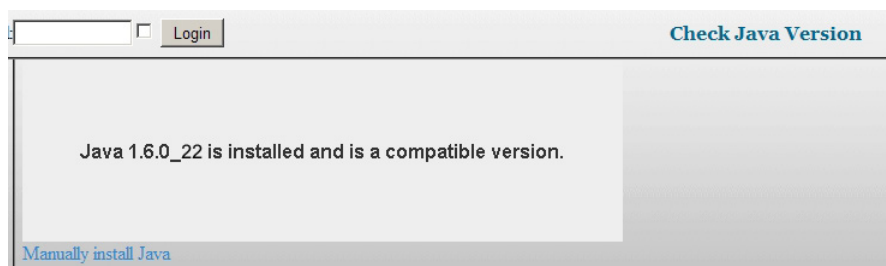 Login
Check Java Version
Java 1.6.0_22 is installed and is a compatible version.
Manually install Java